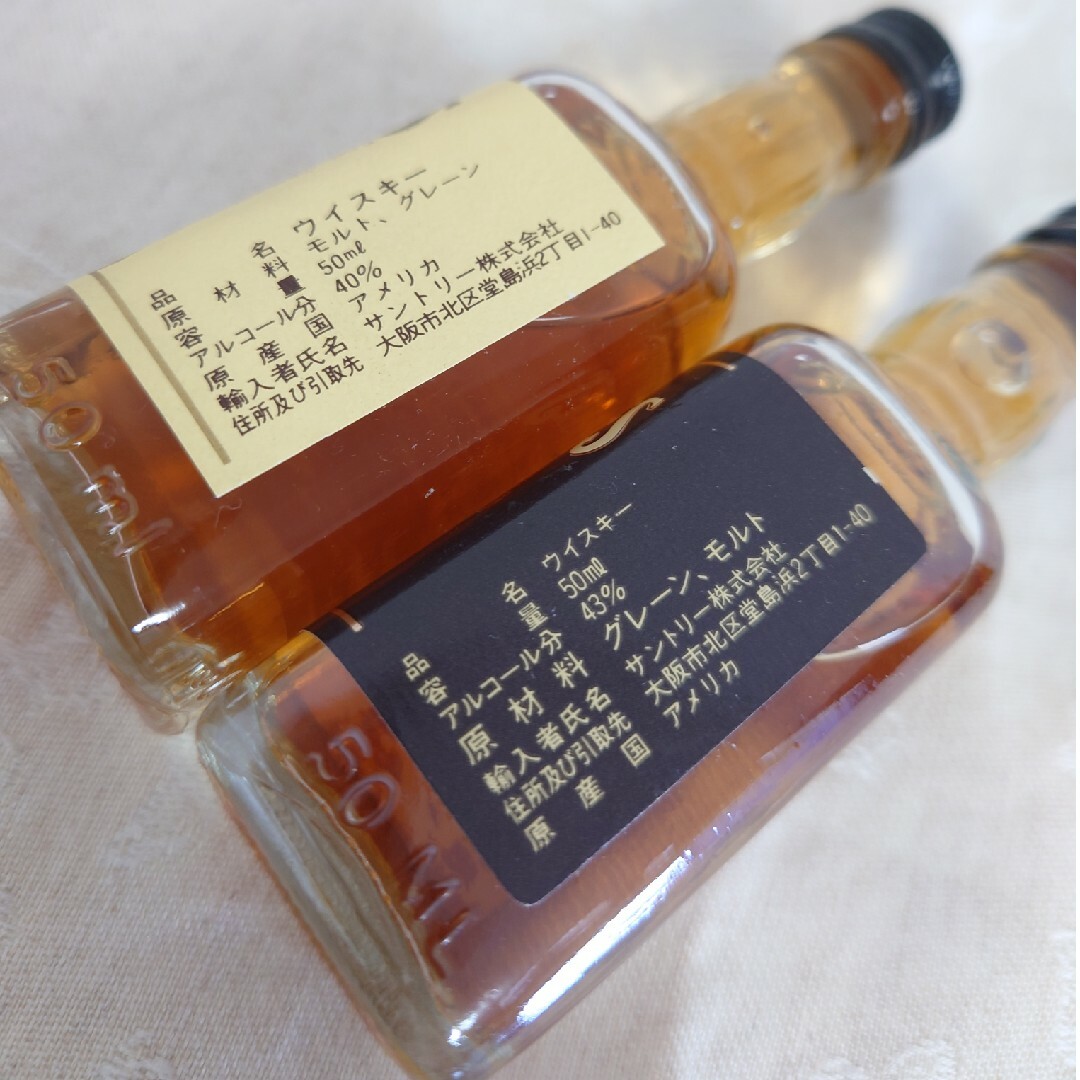 品名 ウイスキー
原材料 モルト、グレーン
容量 50mℓ
アルコール分 40%
原産国 アメリカ
輸入者氏名 サントリー株式会社
住所及び引取先 大阪市北区堂島浜2丁目1-40
50 ml
品名 ウイスキー
容量 50mℓ
アルコール分 43%
原材料 グレーン、モルト
輸入者氏名 サントリー株式会社
住所及び引取先 大阪市北区堂島浜2丁目1-40
原産国 アメリカ
50 ML